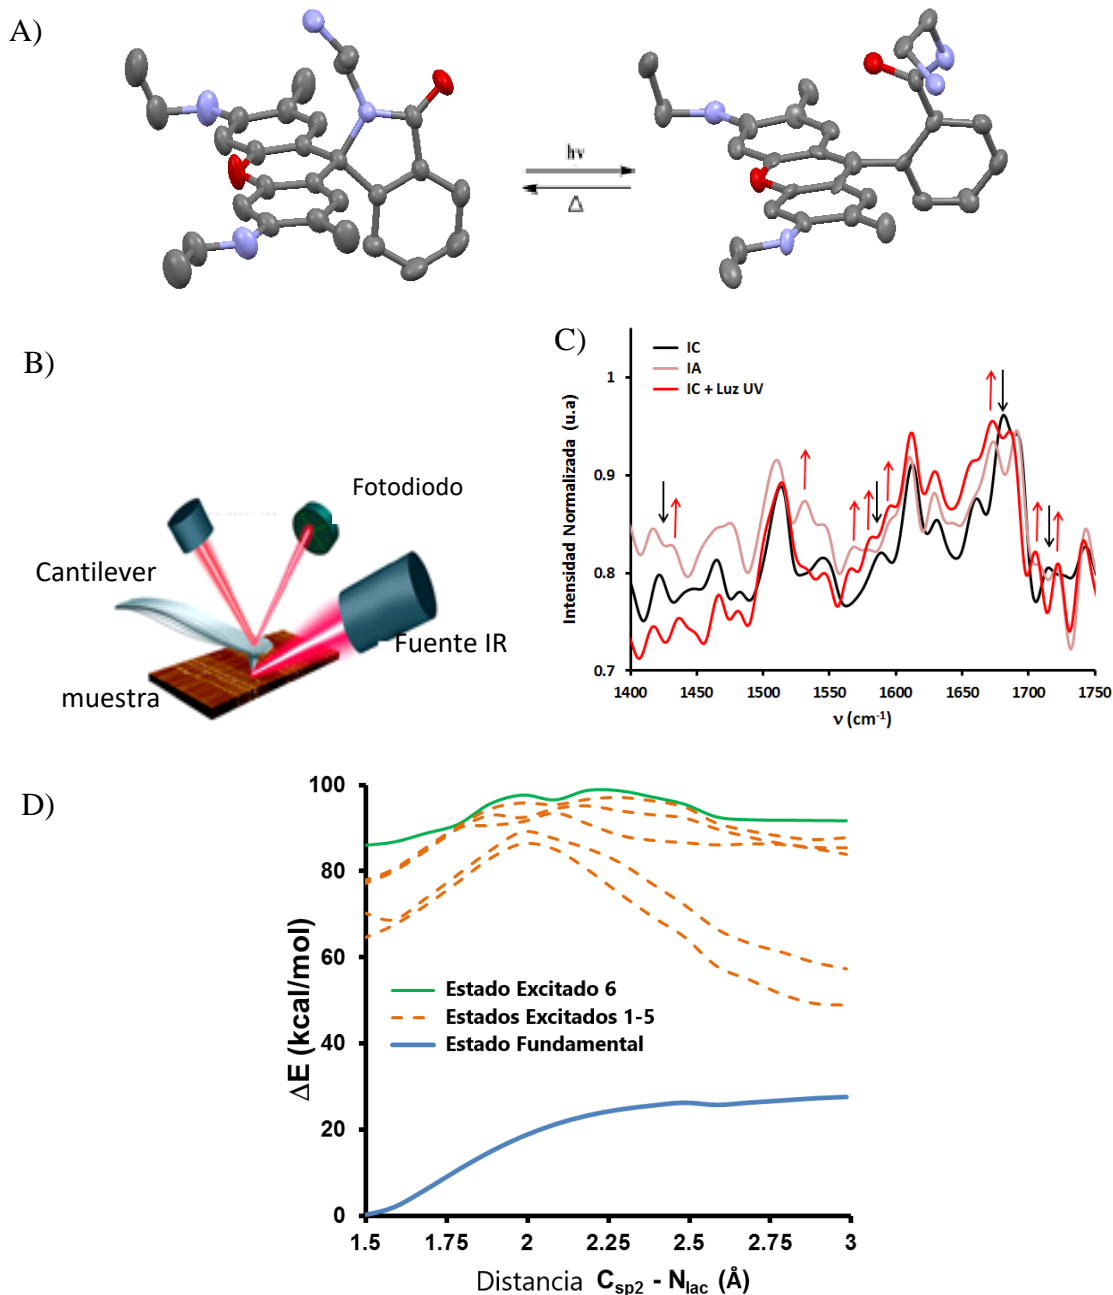 A)
hν
Δ
B)
Fotodiodo
Cantilever
Fuente IR
muestra
C)
IC
IA
IC + Luz UV
Intensidad Normalizada (u.a)
1
0.9
0.8
0.7
1400 1450 1500 1550 1600 1650 1700 1750
ν (cm-1)
D)
100
80
60
40
20
0
ΔE (kcal/mol)
Estado Excitado 6
Estados Excitados 1-5
Estado Fundamental
1.5 1.75 2 2.25 2.5 2.75 3
Distancia Csp2 - Nlac (Å)